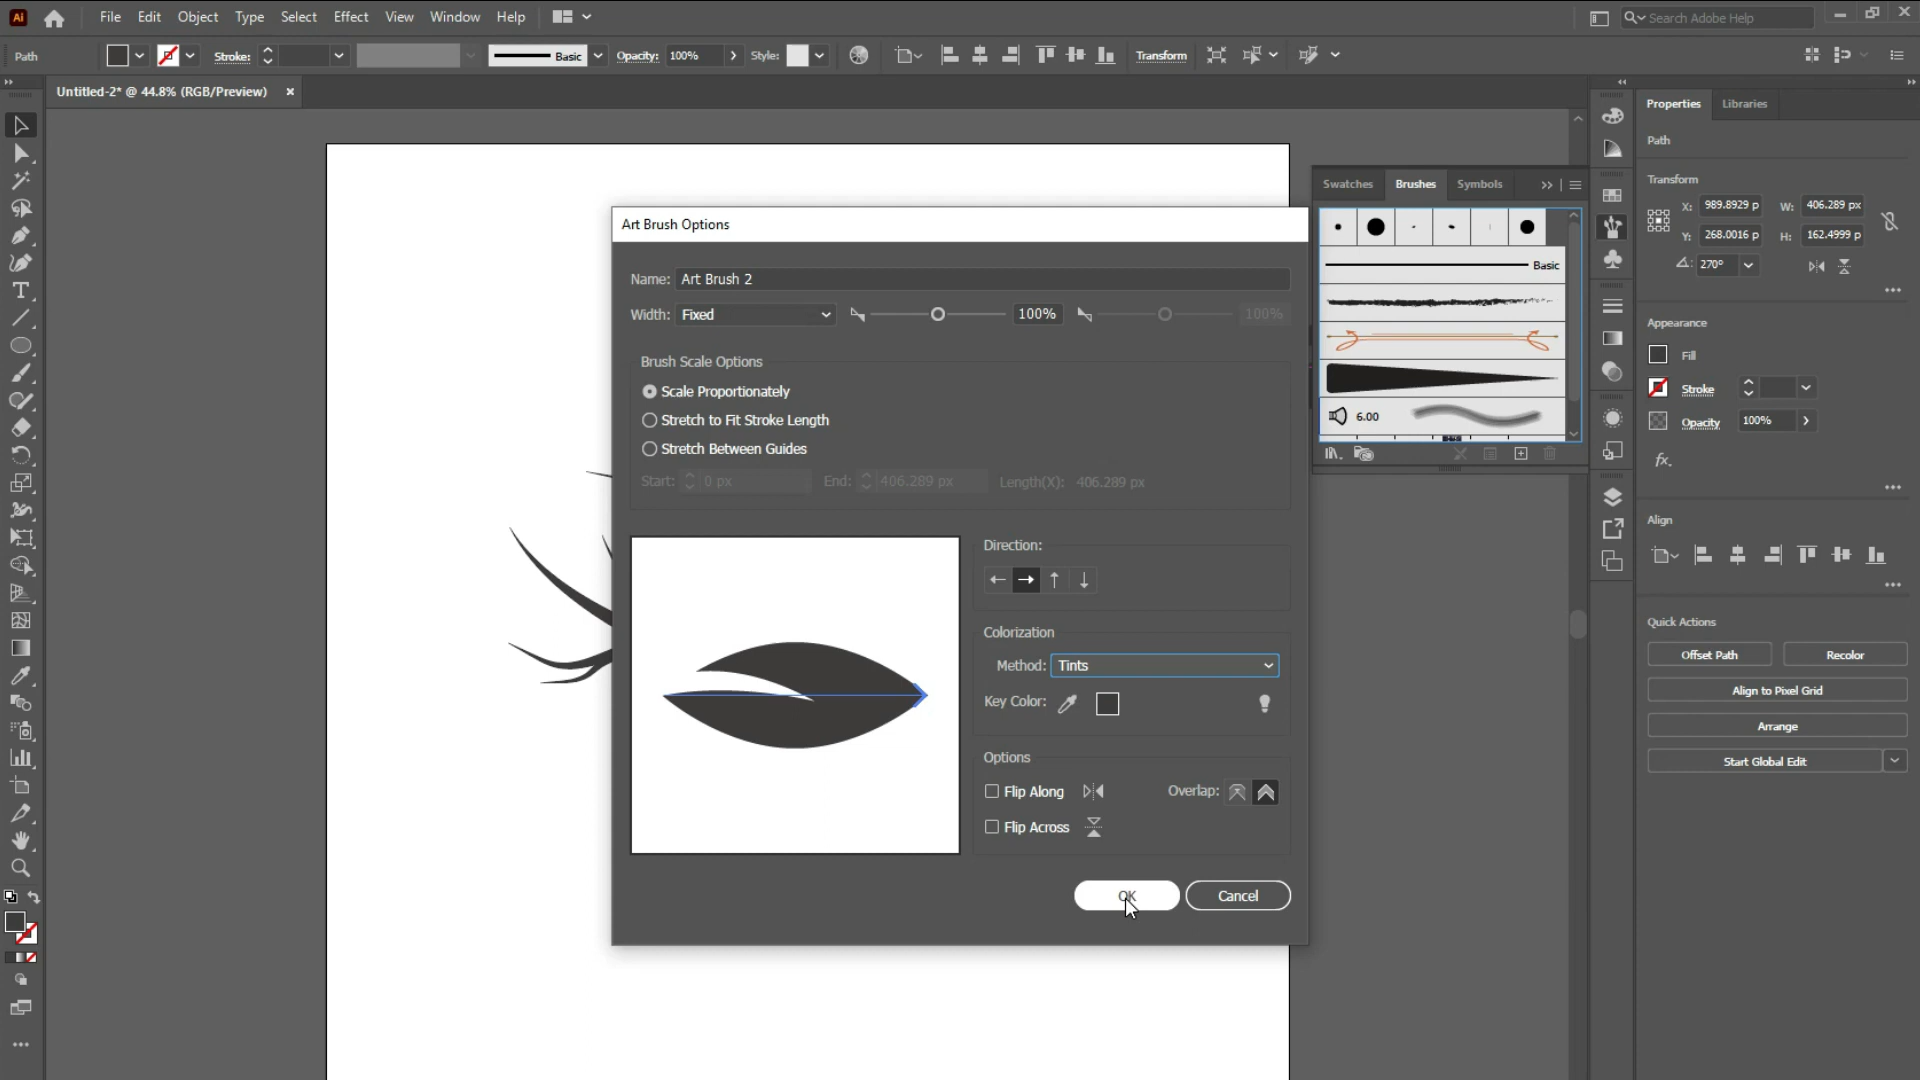 Ai File Edit Object Type Select Effect View Window Help Search Adobe Help
Path Stroke: Basic Opacity: 100% Style: Transform
Untitled-2* @ 44.8% (RGB/Preview)
Properties Libraries
Path
Transform
X: 989.8929 p W: 406.289 px
Y: 268.0016 p H: 162.4999 p
270°
Appearance
Fill
Stroke
Opacity 100%
fx.
Align
Quick Actions
Offset Path Recolor
Align to Pixel Grid
Arrange
Start Global Edit
Swatches Brushes Symbols
Basic
6.00
Art Brush Options
Name: Art Brush 2
Width: Fixed 100% 100%
Brush Scale Options
Scale Proportionately
Stretch to Fit Stroke Length
Stretch Between Guides
Start: 0 px End: 406.289 px Length(X): 406.289 px
Direction:
Colorization
Method: Tints
Key Color:
Options
Flip Along Overlap:
Flip Across
OK Cancel